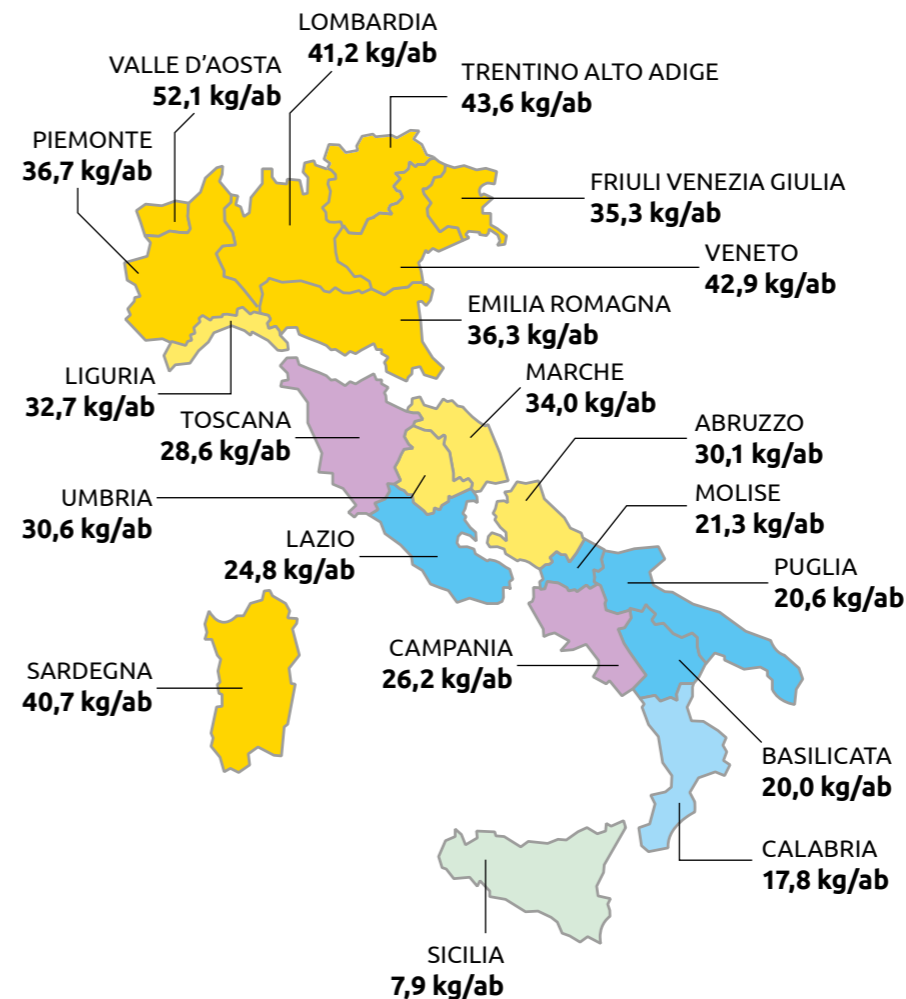 LOMBARDIA
41,2 kg/ab
VALLE D'AOSTA
52,1 kg/ab
TRENTINO ALTO ADIGE
43,6 kg/ab
PIEMONTE
36,7 kg/ab
FRIULI VENEZIA GIULIA
35,3 kg/ab
VENETO
42,9 kg/ab
EMILIA ROMAGNA
36,3 kg/ab
LIGURIA
32,7 kg/ab
MARCHE
34,0 kg/ab
TOSCANA
28,6 kg/ab
ABRUZZO
30,1 kg/ab
UMBRIA
30,6 kg/ab
MOLISE
21,3 kg/ab
LAZIO
24,8 kg/ab
PUGLIA
20,6 kg/ab
CAMPANIA
26,2 kg/ab
SARDEGNA
40,7 kg/ab
BASILICATA
20,0 kg/ab
CALABRIA
17,8 kg/ab
SICILIA
7,9 kg/ab